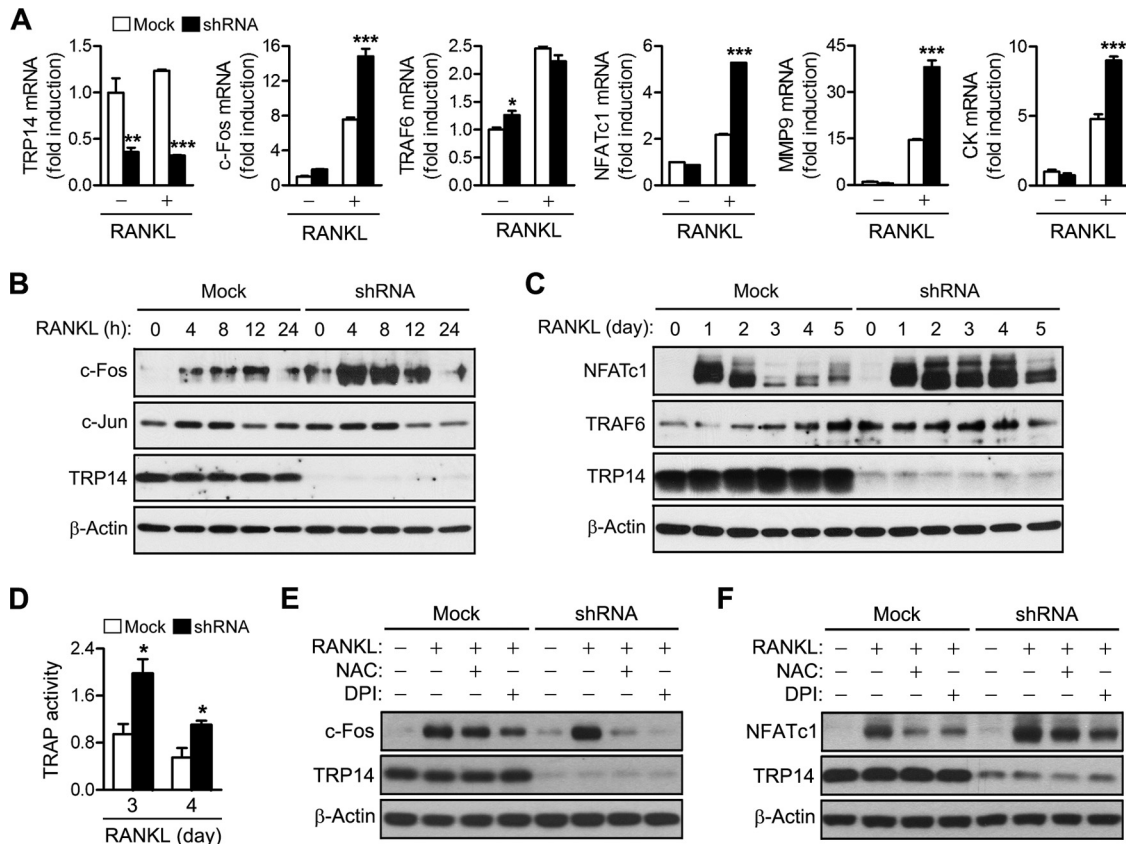 A
Mock shRNA
TRP14 mRNA
(fold induction)
1.5
1.0
0.5
0.0
**
***
– +
RANKL
c-Fos mRNA
(fold induction)
20
15
10
5
0
***
– +
RANKL
TRAF6 mRNA
(fold induction)
2.5
2.0
1.5
1.0
0.5
0.0
*
– +
RANKL
NFATc1 mRNA
(fold induction)
6
4
2
0
***
– +
RANKL
MMP9 mRNA
(fold induction)
45
30
15
0
***
– +
RANKL
CK mRNA
(fold induction)
10
5
0
***
– +
RANKL
B
Mock shRNA
RANKL (h): 0 4 8 12 24 0 4 8 12 24
c-Fos
c-Jun
TRP14
β-Actin
C
Mock shRNA
RANKL (day): 0 1 2 3 4 5 0 1 2 3 4 5
NFATc1
TRAF6
TRP14
β-Actin
D
Mock shRNA
TRAP activity
2.4
1.6
0.8
0.0
*
*
3 4
RANKL (day)
E
Mock shRNA
RANKL: – + + + – + + +
NAC: – – + – – – + –
DPI: – – – + – – – +
c-Fos
TRP14
β-Actin
F
Mock shRNA
RANKL: – + + + – + + +
NAC: – – + – – – + –
DPI: – – – + – – – +
NFATc1
TRP14
β-Actin